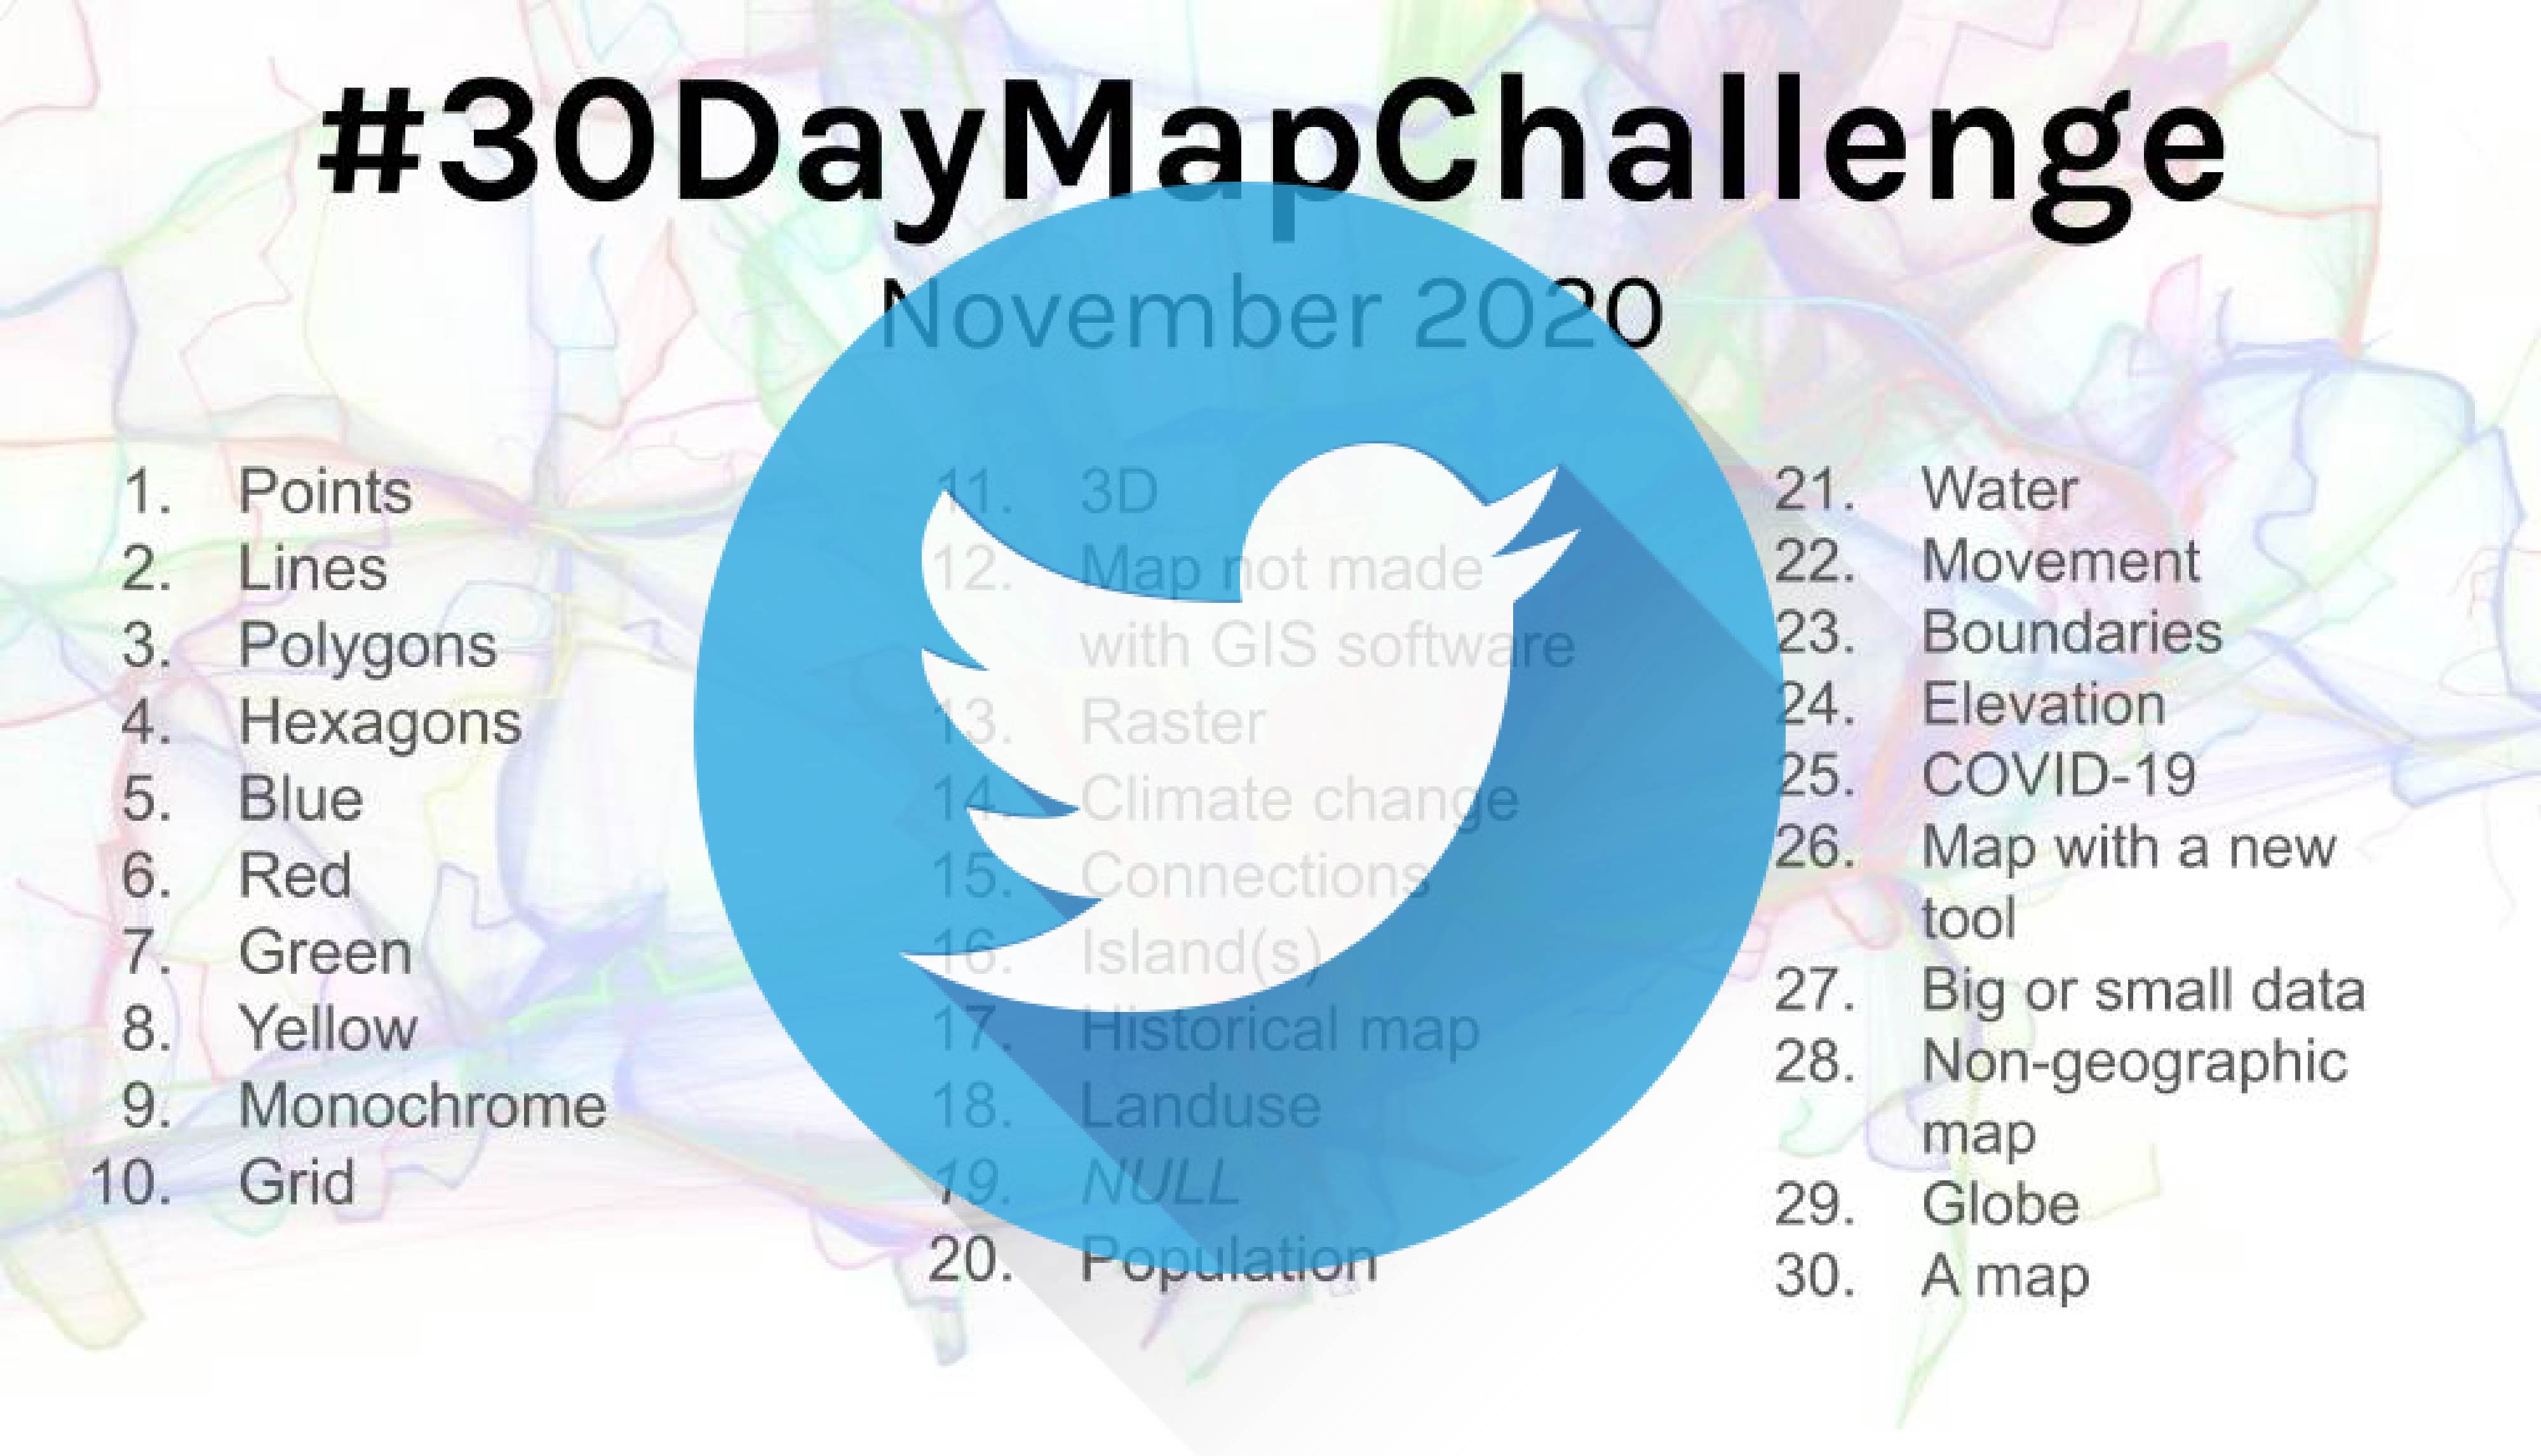 #30DayMapChallenge
November 2020
1. Points
2. Lines
3. Polygons
4. Hexagons
5. Blue
6. Red
7. Green
8. Yellow
9. Monochrome
10. Grid
11. 3D
12. Map not made
with GIS software
13. Raster
14. Climate change
15. Connections
16. Island(s)
17. Historical map
18. Landuse
19. NULL
20. Population
21. Water
22. Movement
23. Boundaries
24. Elevation
25. COVID-19
26. Map with a new
tool
27. Big or small data
28. Non-geographic
map
29. Globe
30. A map